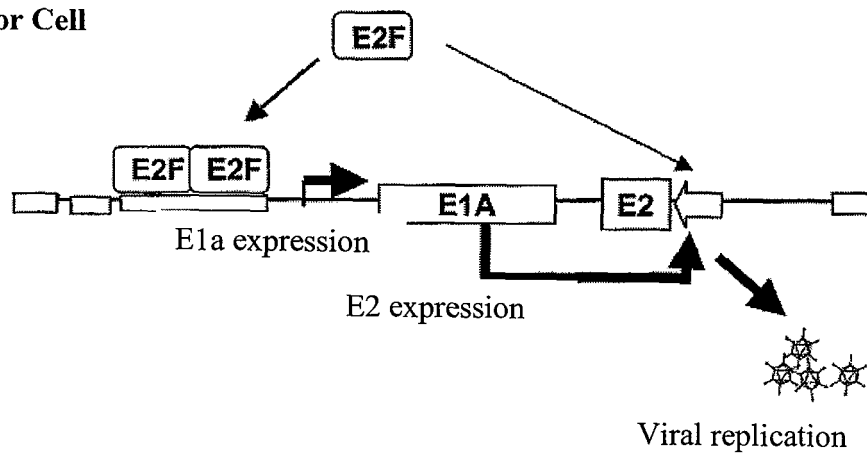 or Cell
E2F
E2F E2F
E1A
E2
E1a expression
E2 expression
Viral replication